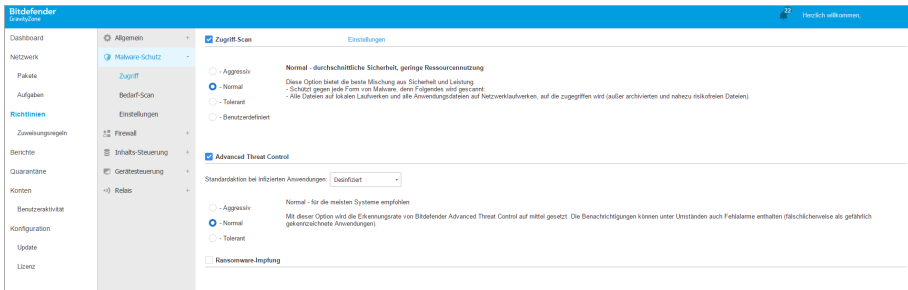 Bitdefender
GravityZone
22
Herzlich willkommen,
Dashboard
Netzwerk
Pakete
Aufgaben
Richtlinien
Zuweisungsregeln
Berichte
Quarantäne
Konten
Benutzeraktivität
Konfiguration
Update
Lizenz
Allgemein +
Malware-Schutz -
Zugriff
Bedarf-Scan
Einstellungen
Firewall +
Inhalts-Steuerung +
Gerätesteuerung +
Relais +
Zugriff-Scan
Einstellungen
- Aggressiv
- Normal
- Tolerant
- Benutzerdefiniert
Normal - durchschnittliche Sicherheit, geringe Ressourcennutzung
Diese Option bietet die beste Mischung aus Sicherheit und Leistung
- Schützt gegen jede Form von Malware, denn Folgendes wird gescannt:
- Alle Dateien auf lokalen Laufwerken und alle Anwendungsdateien auf Netzwerklaufwerken, auf die zugegriffen wird (außer archivierten und nahezu risikofreien Dateien).
Advanced Threat Control
Standardaktion bei infizierten Anwendungen: Desinfiziert
- Aggressiv
- Normal
- Tolerant
Normal - für die meisten Systeme empfohlen
Mit dieser Option wird die Erkennungsrate von Bitdefender Advanced Threat Control auf mittel gesetzt. Die Benachrichtigungen können unter Umständen auch Fehlalarme enthalten (fälschlicherweise als gefährlich
gekennzeichnete Anwendungen).
Ransomware-Impfung